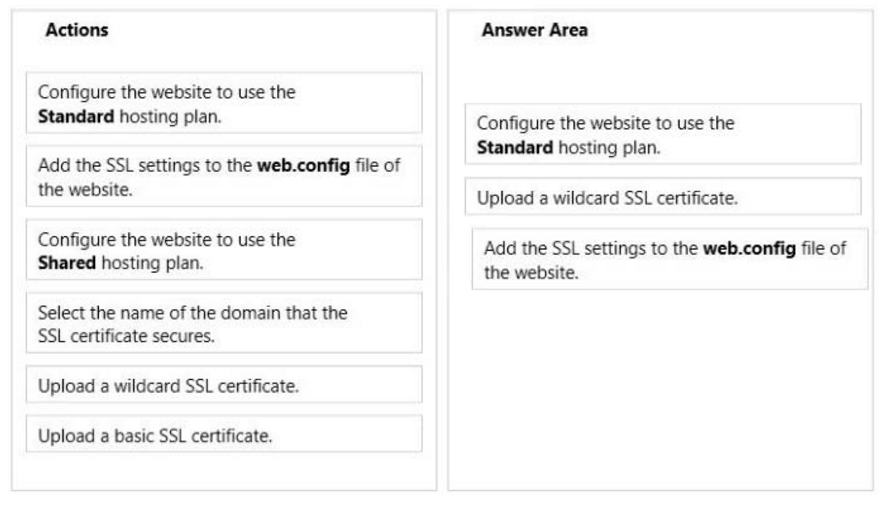 Actions
Configure the website to use the
Standard hosting plan.
Add the SSL settings to the web.config file of
the website.
Configure the website to use the
Shared hosting plan.
Select the name of the domain that the
SSL certificate secures.
Upload a wildcard SSL certificate.
Upload a basic SSL certificate.
Answer Area
Configure the website to use the
Standard hosting plan.
Upload a wildcard SSL certificate.
Add the SSL settings to the web.config file of
the website.